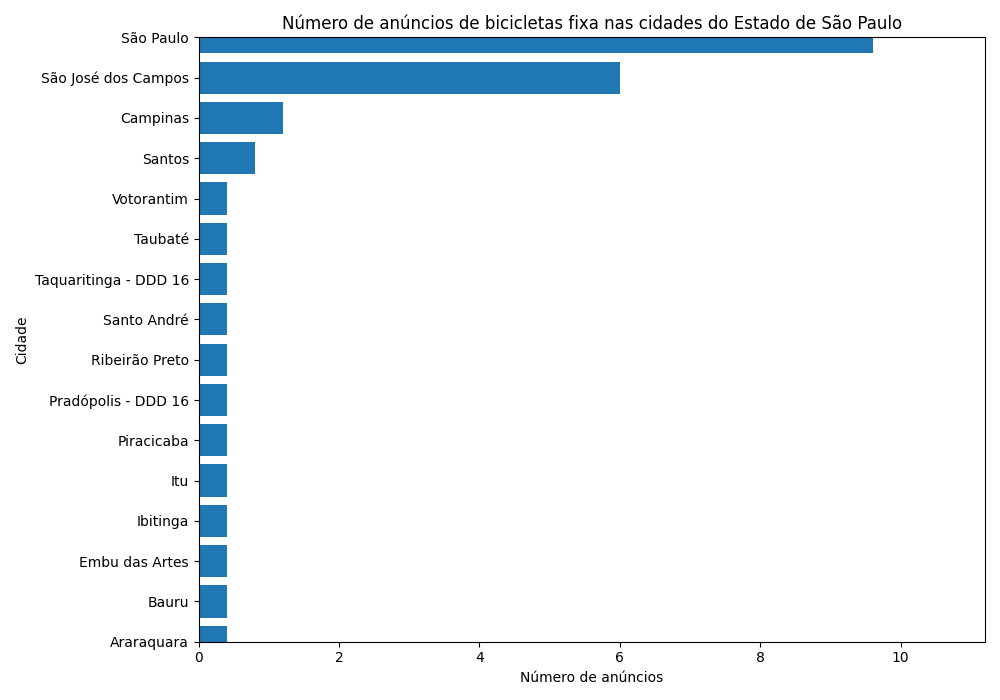 Número de anúncios de bicicletas fixa nas cidades do Estado de São Paulo
São Paulo
São José dos Campos
Campinas
Santos
Votorantim
Taubaté
Taquaritinga - DDD 16
Santo André
Ribeirão Preto
Pradópolis - DDD 16
Piracicaba
Itu
Ibitinga
Embu das Artes
Bauru
Araraquara
Cidade
0 2 4 6 8 10
Número de anúncios